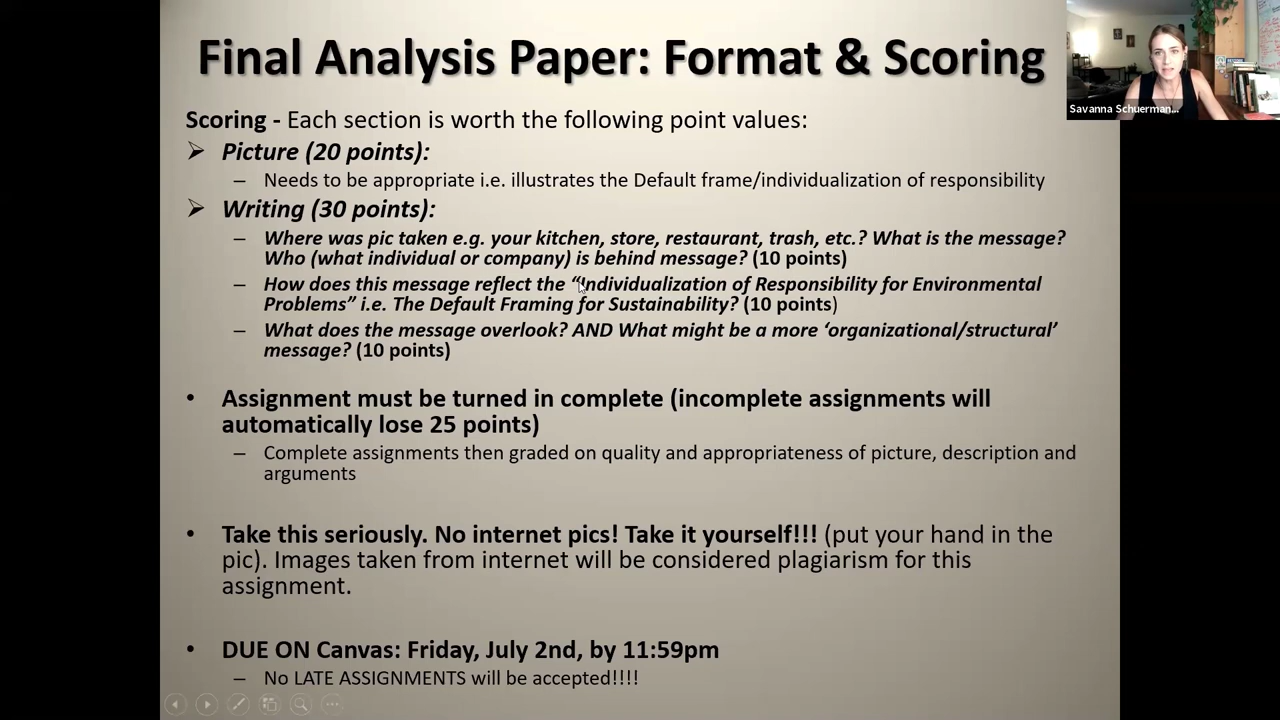 Final Analysis Paper: Format & Scoring
Savanna Schuerman...
Scoring - Each section is worth the following point values:
➢ Picture (20 points):
– Needs to be appropriate i.e. illustrates the Default frame/individualization of responsibility
➢ Writing (30 points):
– Where was pic taken e.g. your kitchen, store, restaurant, trash, etc.? What is the message?
Who (what individual or company) is behind message? (10 points)
– How does this message reflect the “Individualization of Responsibility for Environmental
Problems” i.e. The Default Framing for Sustainability? (10 points)
– What does the message overlook? AND What might be a more ‘organizational/structural’
message? (10 points)
• Assignment must be turned in complete (incomplete assignments will
automatically lose 25 points)
– Complete assignments then graded on quality and appropriateness of picture, description and
arguments
• Take this seriously. No internet pics! Take it yourself!!! (put your hand in the
pic). Images taken from internet will be considered plagiarism for this
assignment.
• DUE ON Canvas: Friday, July 2nd, by 11:59pm
– No LATE ASSIGNMENTS will be accepted!!!!